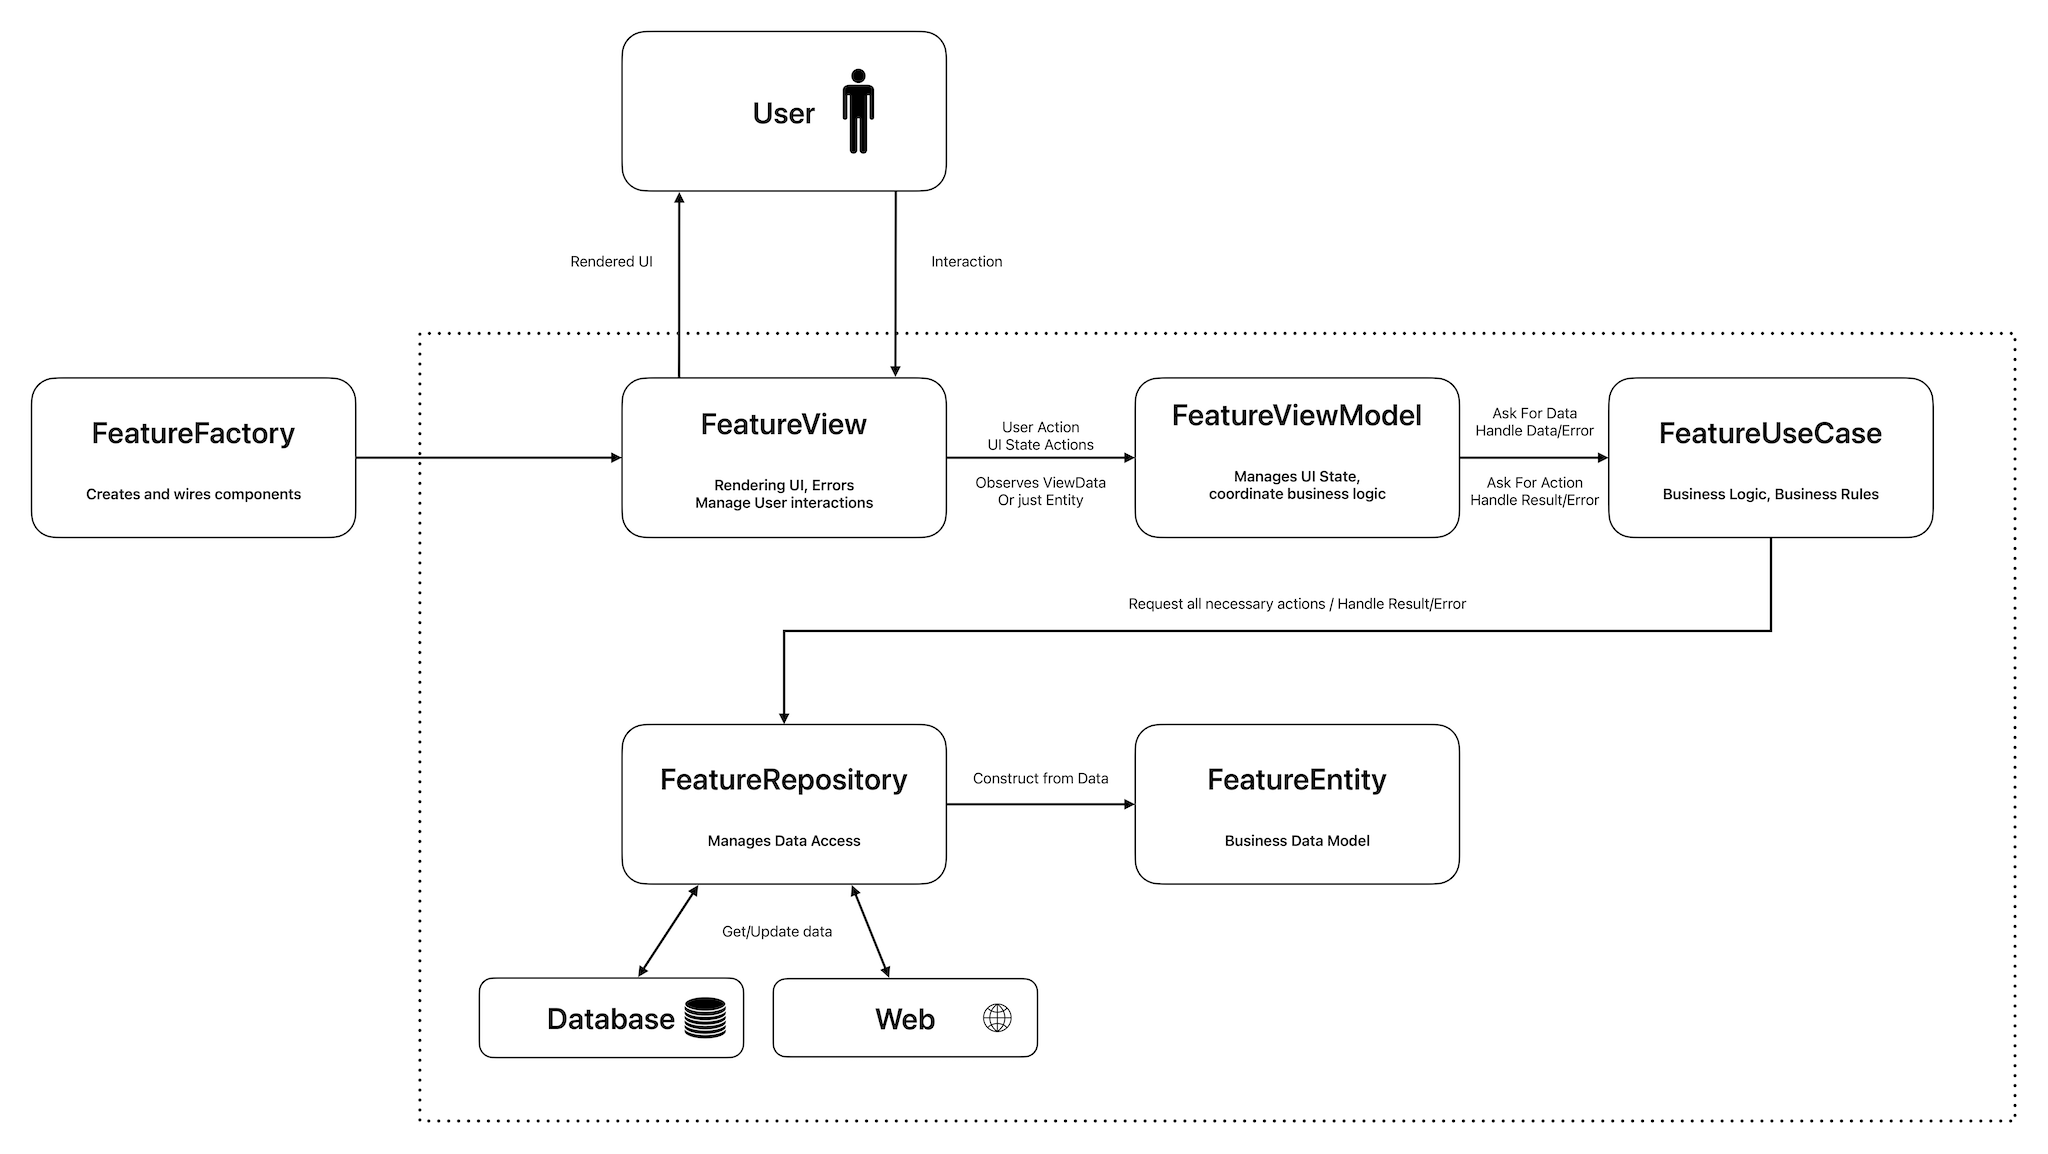 User
Rendered UI
Interaction
FeatureFactory
Creates and wires components
FeatureView
Rendering UI, Errors
Manage User interactions
User Action
UI State Actions
Observes ViewData
Or just Entity
FeatureViewModel
Manages UI State,
coordinate business logic
Ask For Data
Handle Data/Error
Ask For Action
Handle Result/Error
FeatureUseCase
Business Logic, Business Rules
Request all necessary actions / Handle Result/Error
FeatureRepository
Manages Data Access
Construct from Data
FeatureEntity
Business Data Model
Get/Update data
Database
Web